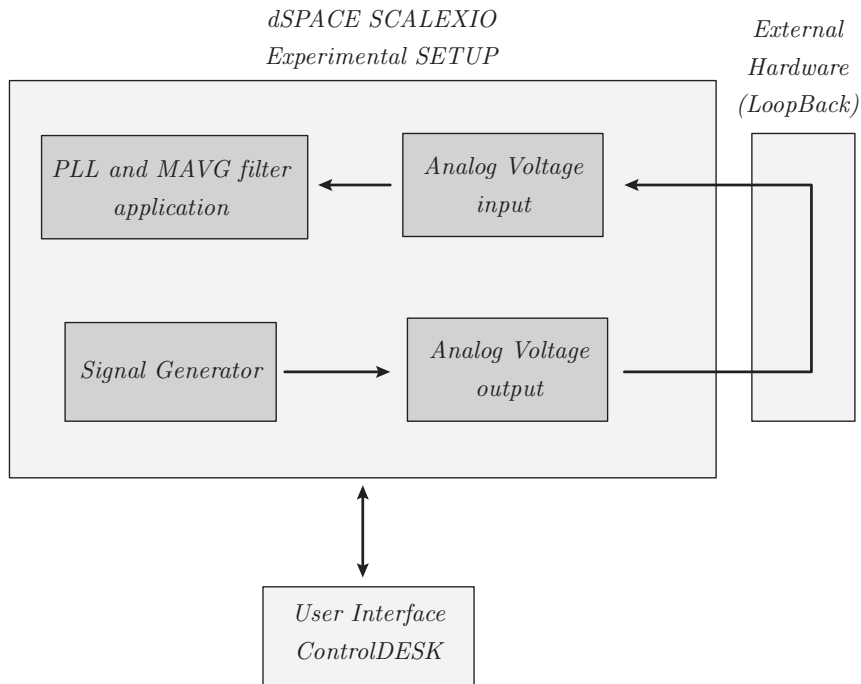 dSPACE SCALEXIO
Experimental SETUP
External
Hardware
(LoopBack)
PLL and MAVG filter
application
Analog Voltage
input
Signal Generator
Analog Voltage
output
User Interface
ControlDESK